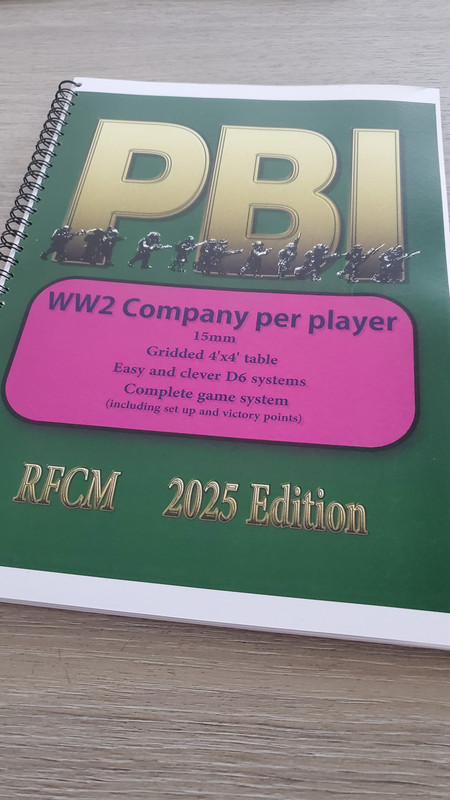 PBI
WW2 Company per player
15mm
Gridded 4'x4' table
Easy and clever D6 systems
Complete game system
(including set up and victory points)
RFCM 2025 Edition